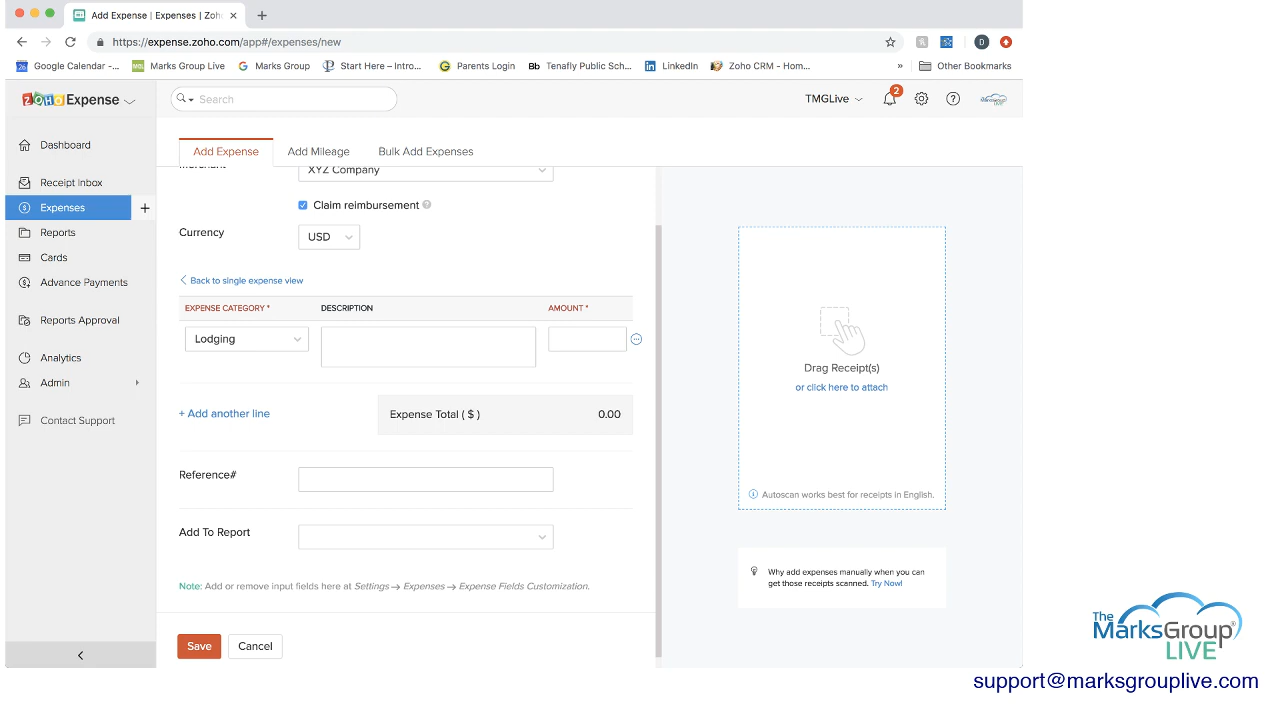 Add Expense | Expenses | Zoho
https://expense.zoho.com/app#/expenses/new
D
Google Calendar -...
Marks Group Live
Marks Group
Start Here – Intro...
Parents Login
Bb Tenafly Public Sch...
LinkedIn
Zoho CRM - Hom...
»
Other Bookmarks
ZOHO Expense
Search
TMGLive
2
Dashboard
Receipt Inbox
Expenses
Reports
Cards
Advance Payments
Reports Approval
Analytics
Admin
Contact Support
Add Expense
Add Mileage
Bulk Add Expenses
Merchant
XYZ Company
Claim reimbursement
Currency
USD
Back to single expense view
EXPENSE CATEGORY *
DESCRIPTION
AMOUNT *
Lodging
+ Add another line
Expense Total ( $ )
0.00
Reference#
Add To Report
Note: Add or remove input fields here at Settings → Expenses → Expense Fields Customization.
Save
Cancel
Drag Receipt(s)
or click here to attach
Autoscan works best for receipts in English.
Why add expenses manually when you can
get those receipts scanned. Try Now!
The
MarksGroup®
LIVE
support@marksgrouplive.com